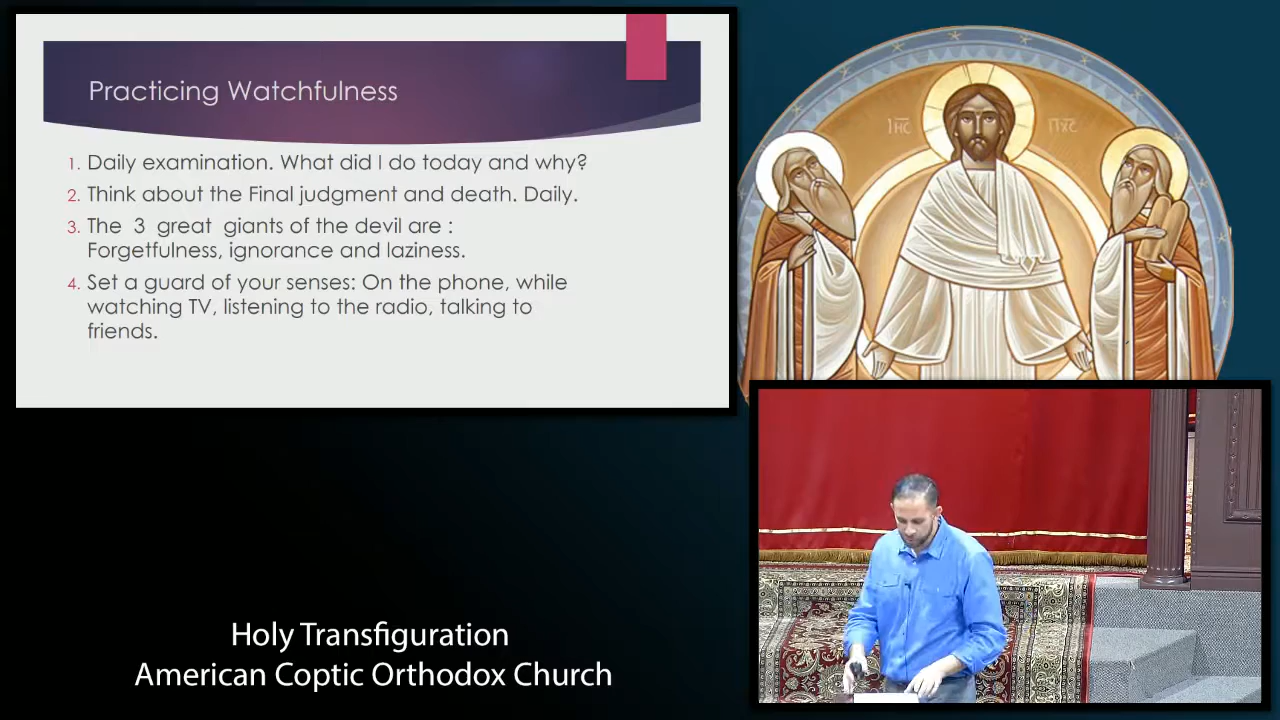 Practicing Watchfulness
1. Daily examination. What did I do today and why?
2. Think about the Final judgment and death. Daily.
3. The 3 great giants of the devil are :
Forgetfulness, ignorance and laziness.
4. Set a guard of your senses: On the phone, while
watching TV, listening to the radio, talking to
friends.
IHC ΠΧC
Holy Transfiguration
American Coptic Orthodox Church